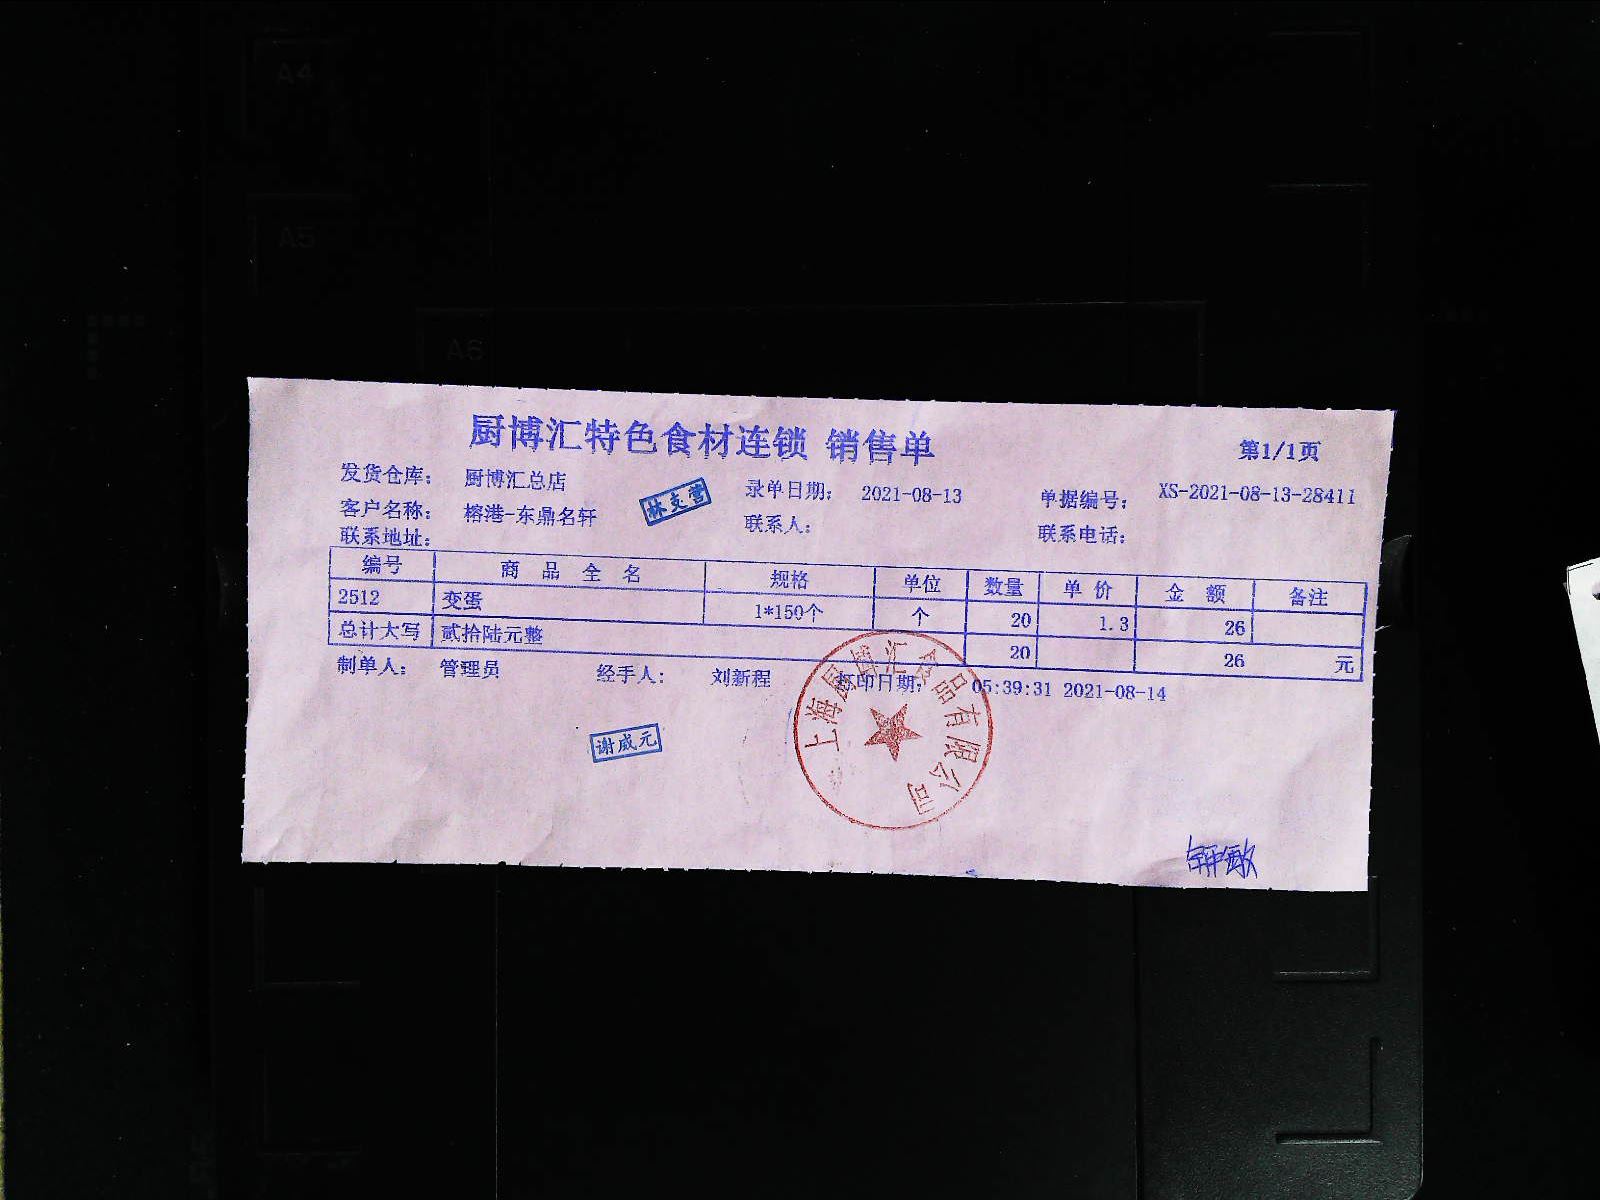 A4
A5
A6
厨博汇特色食材连锁 销售单
第1/1页
发货仓库: 厨博汇总店 录单日期: 2021-08-13 单据编号: XS-2021-08-13-28411
客户名称: 榕港-东鼎名轩 联系人: 联系电话:
联系地址:
编号 商品全名 规格 单位 数量 单价 金额 备注
2512 变蛋 1*150个 个 20 1.3 26
总计大写 贰拾陆元整 20 26 元
制单人: 管理员 经手人: 刘新程 打印日期: 05:39:31 2021-08-14
谢威元
上海厨博汇食品有限公司